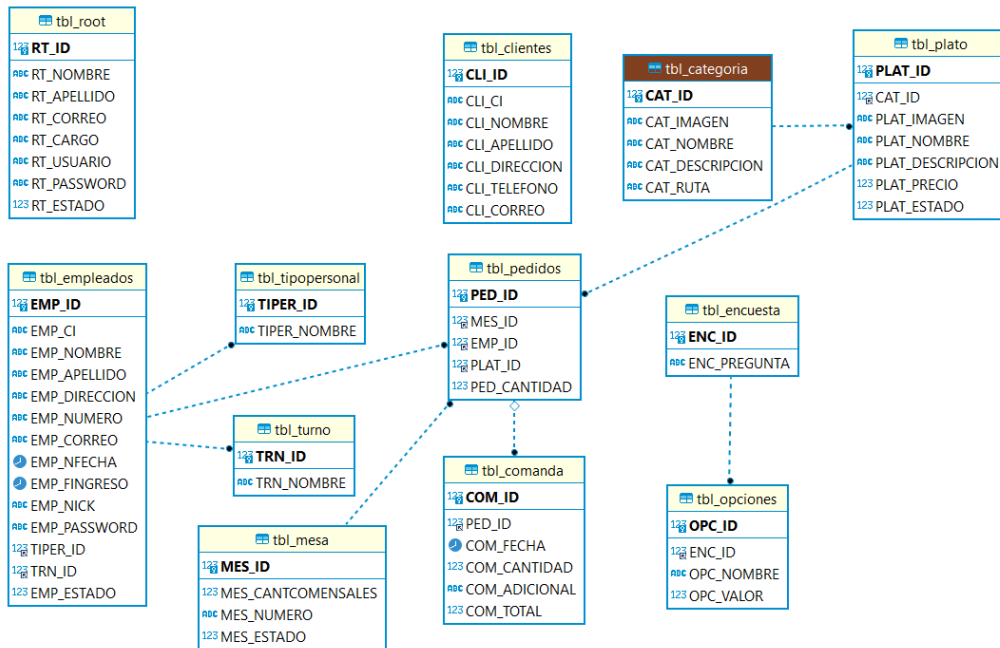 tbl_root
RT_ID
RT_NOMBRE
RT_APELLIDO
RT_CORREO
RT_CARGO
RT_USUARIO
RT_PASSWORD
RT_ESTADO
tbl_clientes
CLI_ID
CLI_CI
CLI_NOMBRE
CLI_APELLIDO
CLI_DIRECCION
CLI_TELEFONO
CLI_CORREO
tbl_categoria
CAT_ID
CAT_IMAGEN
CAT_NOMBRE
CAT_DESCRIPCION
CAT_RUTA
tbl_plato
PLAT_ID
CAT_ID
PLAT_IMAGEN
PLAT_NOMBRE
PLAT_DESCRIPCION
PLAT_PRECIO
PLAT_ESTADO
tbl_empleados
EMP_ID
EMP_CI
EMP_NOMBRE
EMP_APELLIDO
EMP_DIRECCION
EMP_NUMERO
EMP_CORREO
EMP_NFECHA
EMP_FINGRESO
EMP_NICK
EMP_PASSWORD
TIPER_ID
TRN_ID
EMP_ESTADO
tbl_tipopersonal
TIPER_ID
TIPER_NOMBRE
tbl_turno
TRN_ID
TRN_NOMBRE
tbl_mesa
MES_ID
MES_CANTCOMENSALES
MES_NUMERO
MES_ESTADO
tbl_pedidos
PED_ID
MES_ID
EMP_ID
PLAT_ID
PED_CANTIDAD
tbl_comanda
COM_ID
PED_ID
COM_FECHA
COM_CANTIDAD
COM_ADICIONAL
COM_TOTAL
tbl_encuesta
ENC_ID
ENC_PREGUNTA
tbl_opciones
OPC_ID
ENC_ID
OPC_NOMBRE
OPC_VALOR